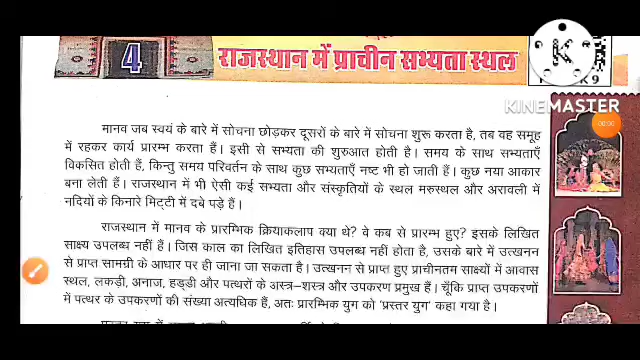 4
राजस्थान में प्राचीन सभ्यता स्थल
KINEMASTER
मानव जब स्वयं के बारे में सोचना छोड़कर दूसरों के बारे में सोचना शुरू करता है, तब वह समूह
में रहकर कार्य प्रारम्भ करता हैं। इसी से सभ्यता की शुरुआत होती है। समय के साथ सभ्यताएँ
विकसित होती हैं, किन्तु समय परिवर्तन के साथ कुछ सभ्यताएँ नष्ट भी हो जाती हैं। कुछ नया आकार
बना लेती हैं। राजस्थान में भी ऐसी कई सभ्यता और संस्कृतियों के स्थल मरुस्थल और अरावली में
नदियों के किनारे मिट्टी में दबे पड़े हैं।
राजस्थान में मानव के प्रारम्भिक क्रियाकलाप क्या थे? वे कब से प्रारम्भ हुए? इसके लिखित
साक्ष्य उपलब्ध नहीं हैं। जिस काल का लिखित इतिहास उपलब्ध नहीं होता है, उसके बारे में उत्खनन
से प्राप्त सामग्री के आधार पर ही जाना जा सकता है। उत्खनन से प्राप्त हुए प्राचीनतम साक्ष्यों में आवास
स्थल, लकड़ी, अनाज, हड्डी और पत्थरों के अस्त्र-शस्त्र और उपकरण प्रमुख हैं। चूँकि प्राप्त उपकरणों
में पत्थर के उपकरणों की संख्या अत्यधिक हैं, अतः प्रारम्भिक युग को 'प्रस्तर युग' कहा गया है।